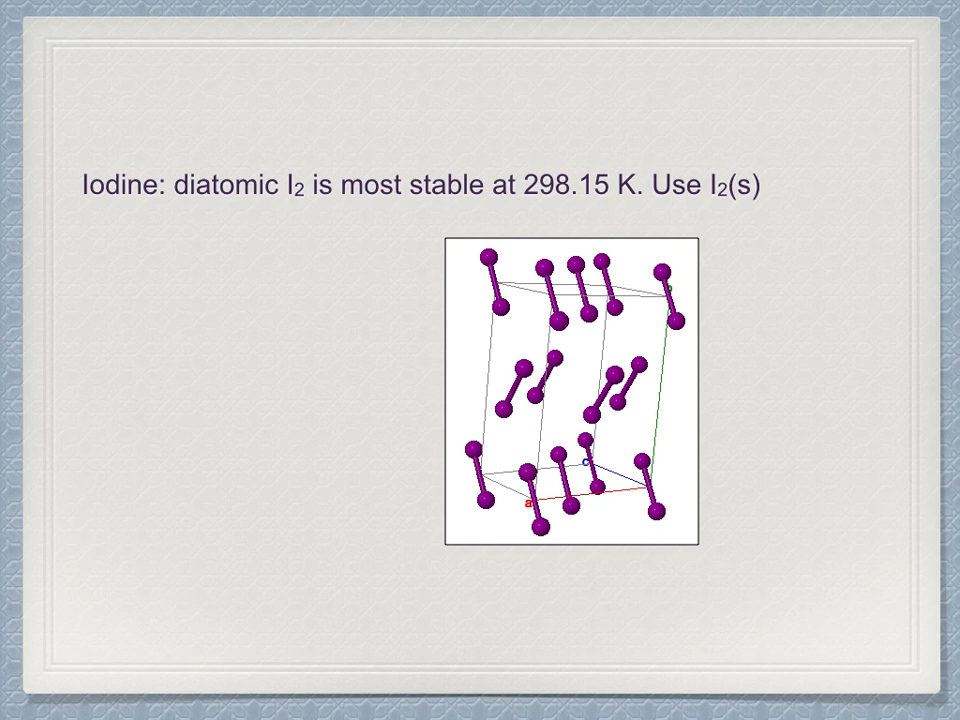 Iodine: diatomic I₂ is most stable at 298.15 K. Use I₂(s)
c
a